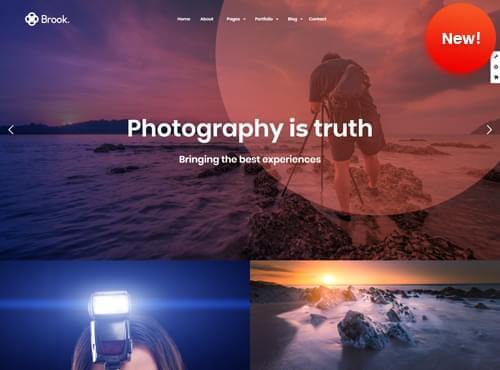 Brook.
Home About Pages Portfolio Blog Contact
New!
Photography is truth
Bringing the best experiences